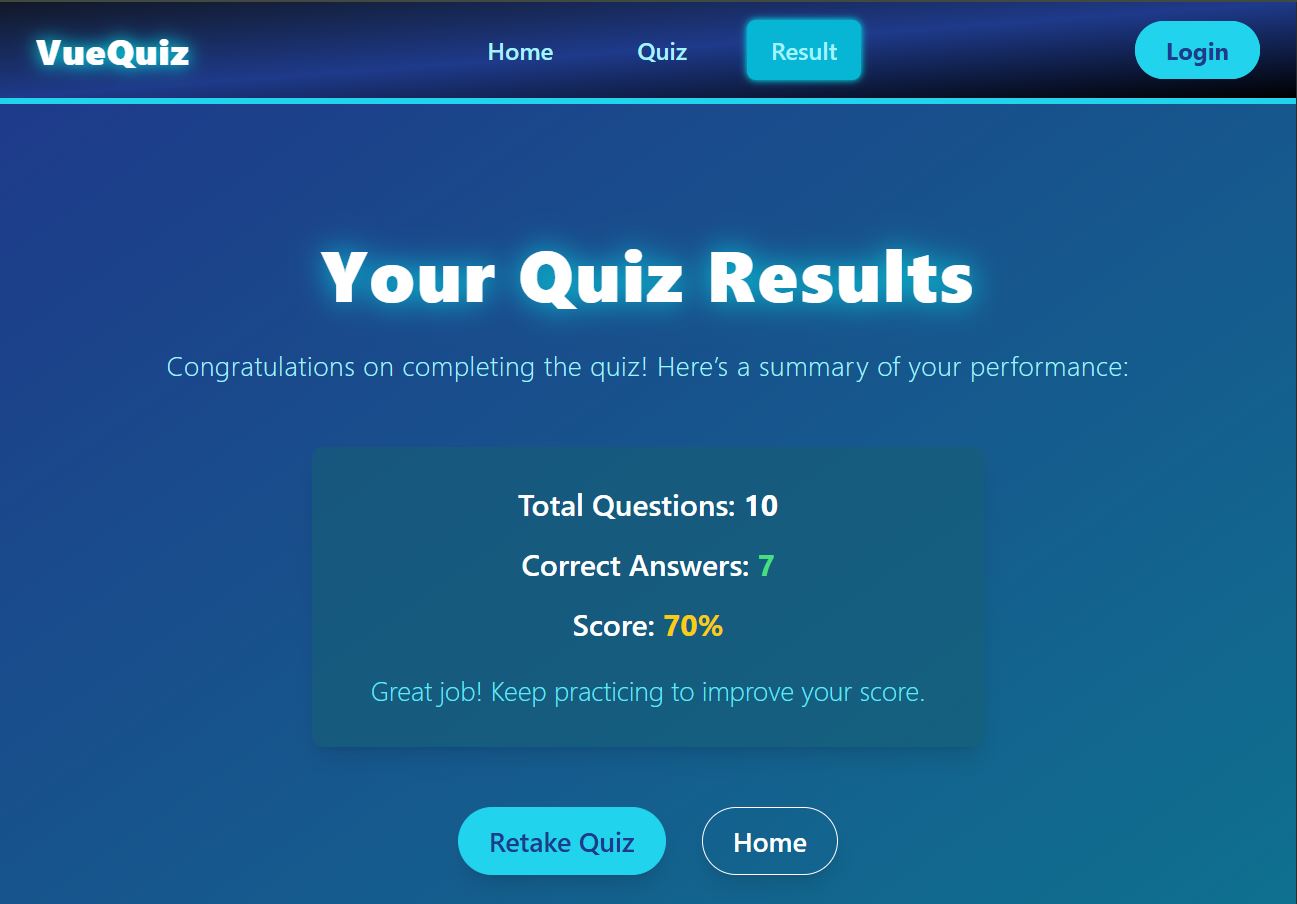 VueQuiz
Home
Quiz
Result
Login
Your Quiz Results
Congratulations on completing the quiz! Here’s a summary of your performance:
Total Questions: 10
Correct Answers: 7
Score: 70%
Great job! Keep practicing to improve your score.
Retake Quiz
Home